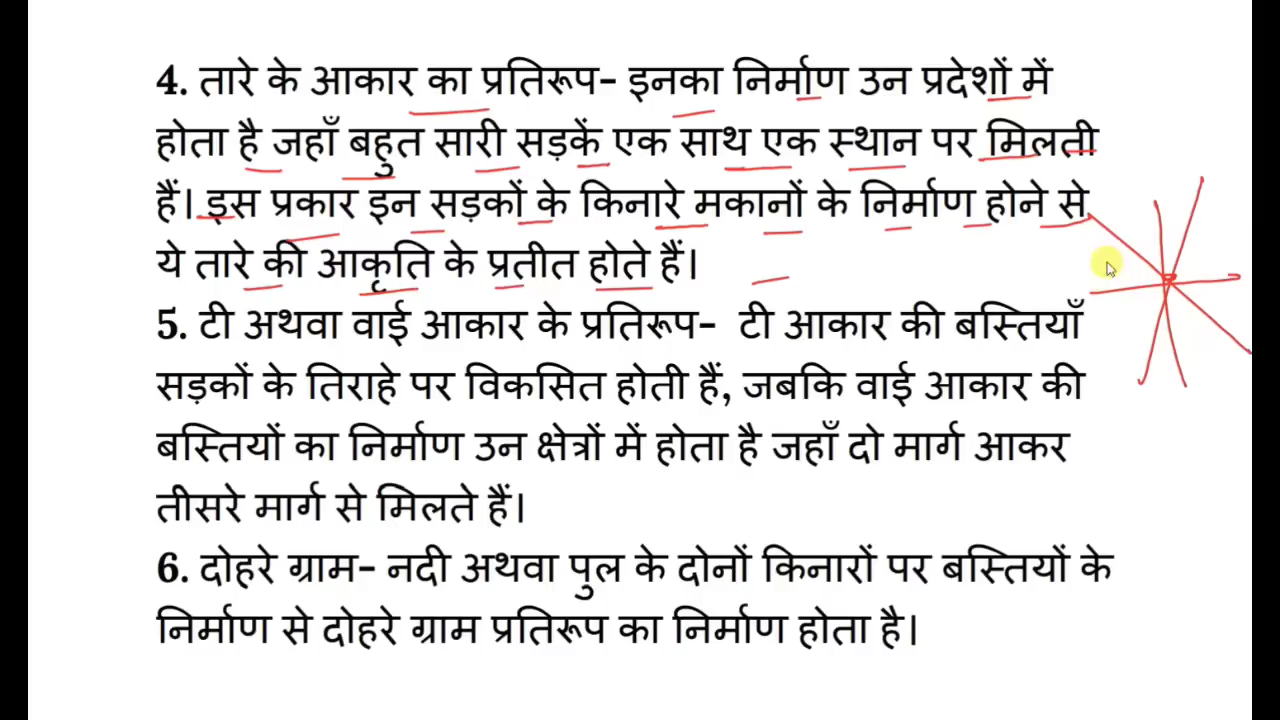 4. तारे के आकार का प्रतिरूप- इनका निर्माण उन प्रदेशों में
होता है जहाँ बहुत सारी सड़कें एक साथ एक स्थान पर मिलती
हैं। इस प्रकार इन सड़कों के किनारे मकानों के निर्माण होने से
ये तारे की आकृति के प्रतीत होते हैं।
5. टी अथवा वाई आकार के प्रतिरूप- टी आकार की बस्तियाँ
सड़कों के तिराहे पर विकसित होती हैं, जबकि वाई आकार की
बस्तियों का निर्माण उन क्षेत्रों में होता है जहाँ दो मार्ग आकर
तीसरे मार्ग से मिलते हैं।
6. दोहरे ग्राम- नदी अथवा पुल के दोनों किनारों पर बस्तियों के
निर्माण से दोहरे ग्राम प्रतिरूप का निर्माण होता है।